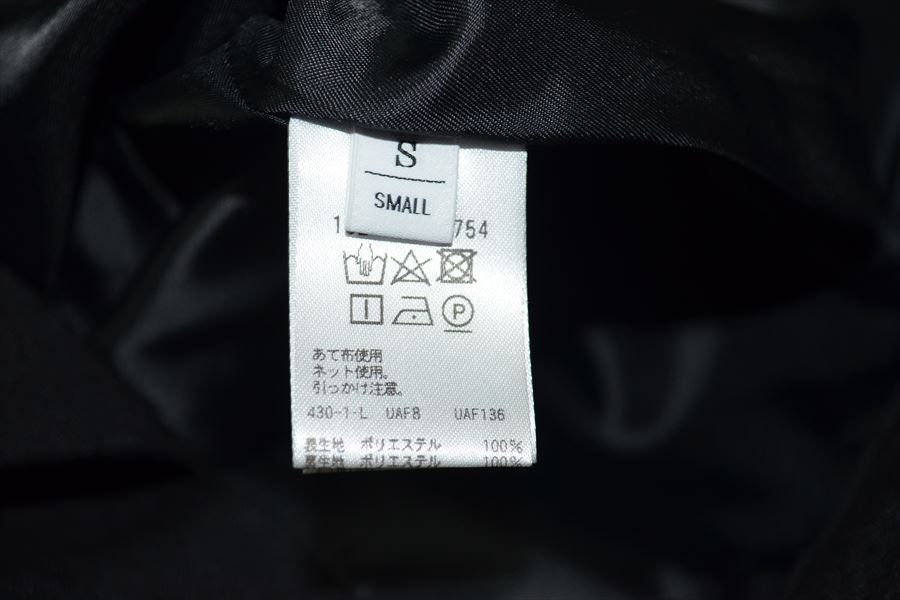 S
SMALL
754
あて布使用
ネット使用。
引っかけ注意。
430-1-L UAF8 UAF136
表生地 ポリエステル 100%
裏生地 ポリエステル 100%